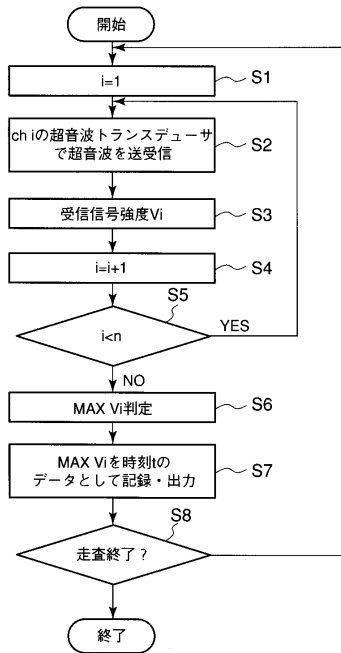 開始
i=1
S1
ch iの超音波トランスデューサ
で超音波を送受信
S2
受信信号強度Vi
S3
i=i+1
S4
S5
i<n
YES
NO
MAX Vi判定
S6
MAX Viを時刻tの
データとして記録・出力
S7
S8
走査終了？
終了